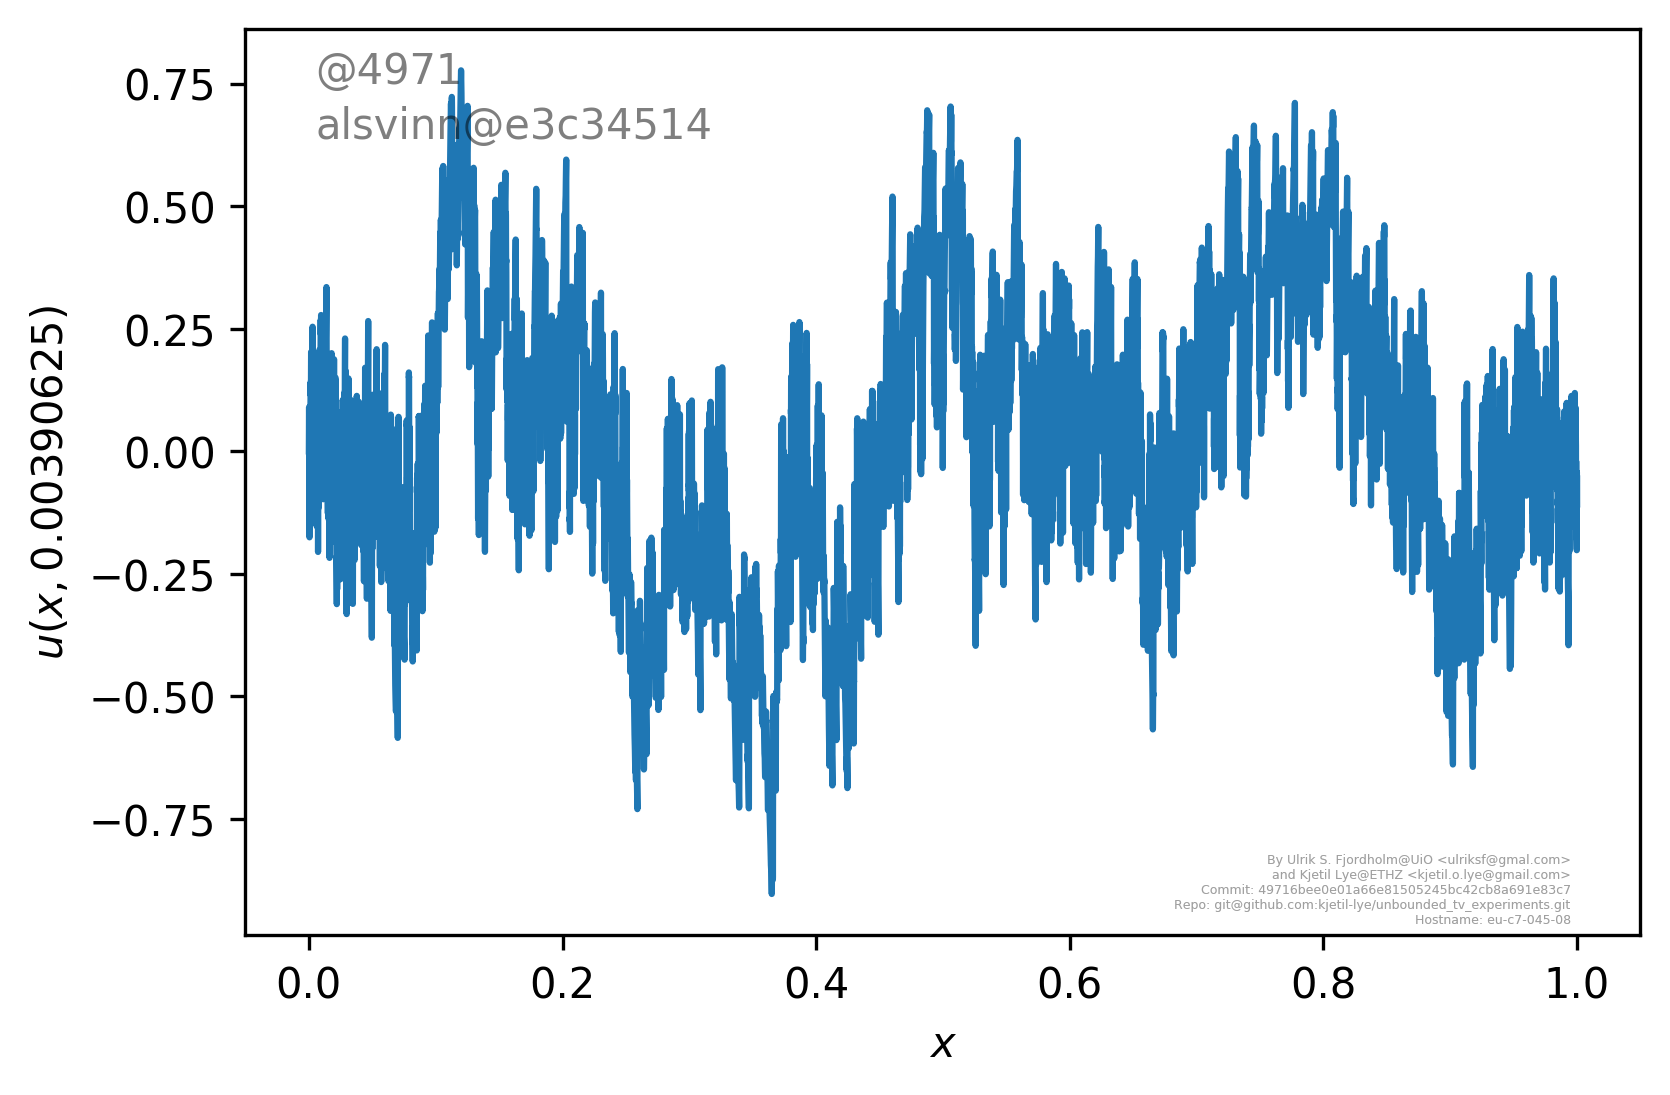 @4971
alsvinn@e3c34514
0.75
0.50
0.25
0.00
−0.25
−0.50
−0.75
u(x, 0.00390625)
By Ulrik S. Fjordholm@UiO <ulriksf@gmal.com>
and Kjetil Lye@ETHZ <kjetil.o.lye@gmail.com>
Commit: 49716bee0e01a66e81505245bc42cb8a691e83c7
Repo: git@github.com:kjetil-lye/unbounded_tv_experiments.git
Hostname: eu-c7-045-08
0.0 0.2 0.4 0.6 0.8 1.0
x